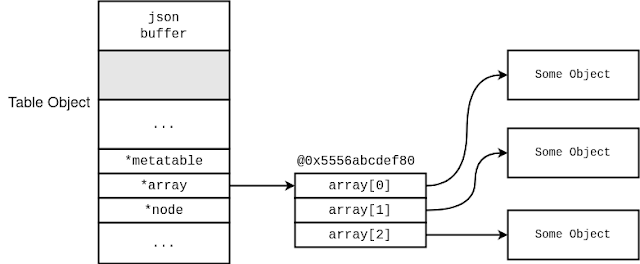 json
buffer
Table Object
...
*metatable
*array
*node
...
@0x5556abcdef80
array[0]
array[1]
array[2]
Some Object
Some Object
Some Object